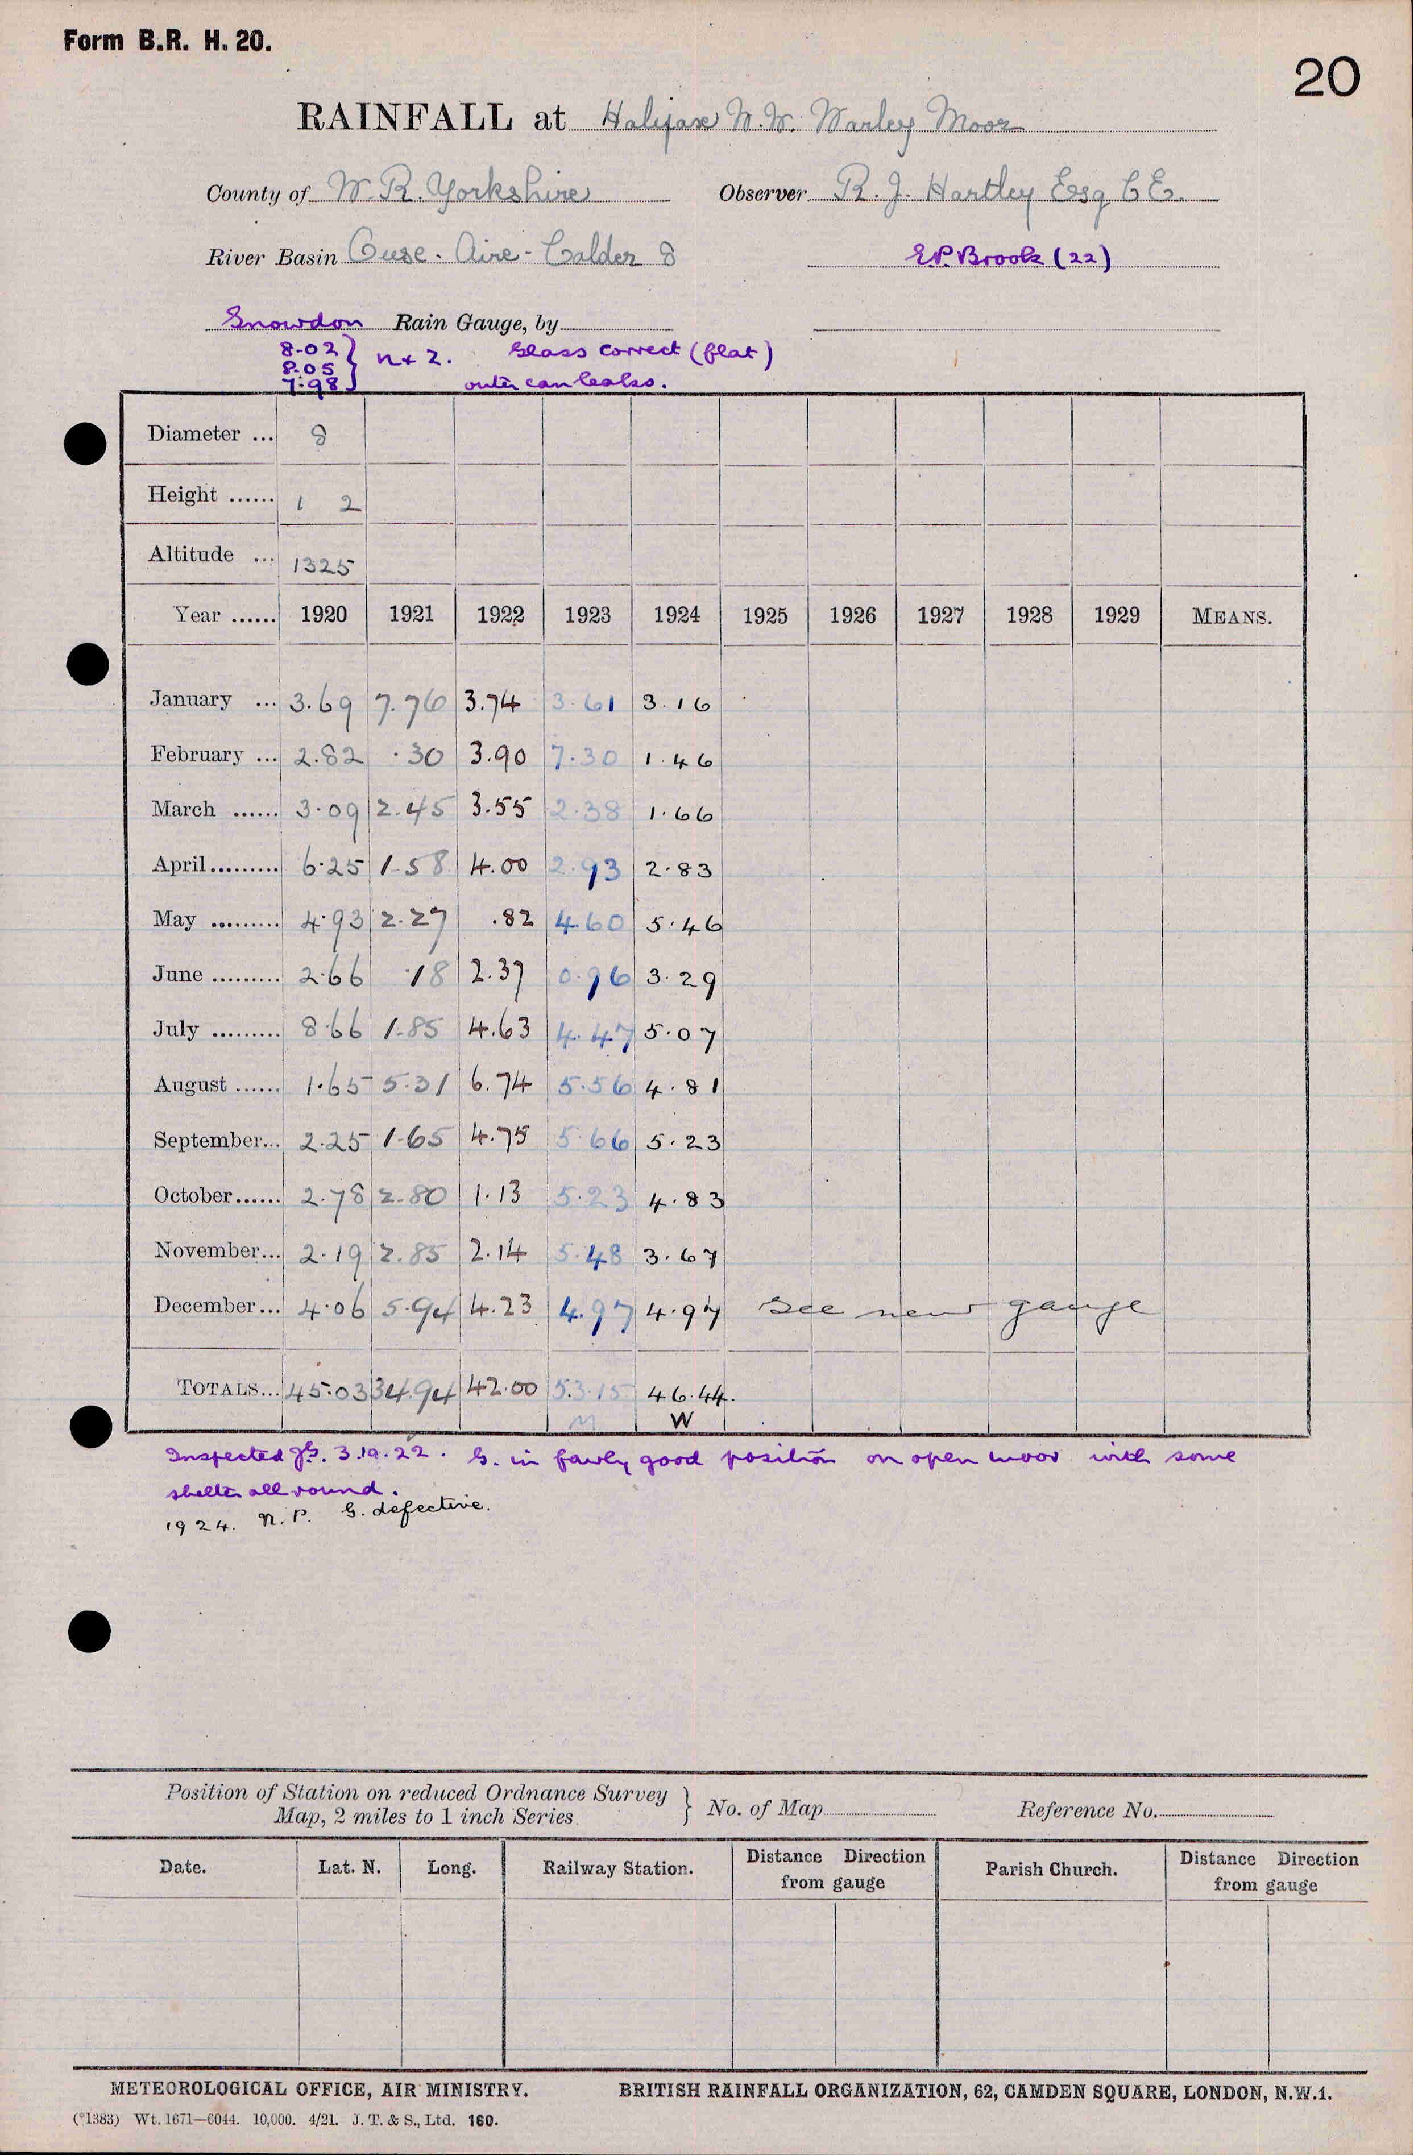 Form B.R. H. 20.
20
RAINFALL at Halifax W.W. Warley Moor
County of W. R. Yorkshire Observer R. J. Hartley Esq C E.
River Basin Ouse - Aire - Calder 8 E.P. Brook (22)
Snowdon Rain Gauge, by
8.02
8.05
7.98 } n + 2. Glass correct (flat)
outer can leaks.
Diameter ... 8
Height ...... 1 2
Altitude ... 1325
Year ...... 1920 1921 1922 1923 1924 1925 1926 1927 1928 1929 MEANS.
January ... 3.69 7.76 3.74 3.61 3.16
February ... 2.82 .30 3.90 7.30 1.46
March ...... 3.09 2.45 3.55 2.38 1.66
April......... 6.25 1.58 4.00 2.93 2.83
May ......... 4.93 2.27 .82 4.60 5.46
June ......... 2.66 .18 2.37 0.96 3.29
July ......... 8.66 1.85 4.63 4.47 5.07
August ...... 1.65 5.31 6.74 5.56 4.81
September... 2.25 1.65 4.75 5.66 5.23
October...... 2.78 2.80 1.13 5.23 4.83
November... 2.19 2.85 2.14 5.48 3.67
December... 4.06 5.94 4.23 4.97 4.97 See new gauge
TOTALS... 45.03 34.94 42.00 53.15 46.44.
M W
Inspected 3.10.22. G. in fairly good position on open moor with some
shelter all round.
1924. N.P. G. defective.
Position of Station on reduced Ordnance Survey
Map, 2 miles to 1 inch Series } No. of Map Reference No.
Date. Lat. N. Long. Railway Station. Distance Direction from gauge Parish Church. Distance Direction from gauge
METEOROLOGICAL OFFICE, AIR MINISTRY. BRITISH RAINFALL ORGANIZATION, 62, CAMDEN SQUARE, LONDON, N.W.1.
(*1383) Wt. 1671—6044. 10,000. 4/21. J. T. & S., Ltd. 160.